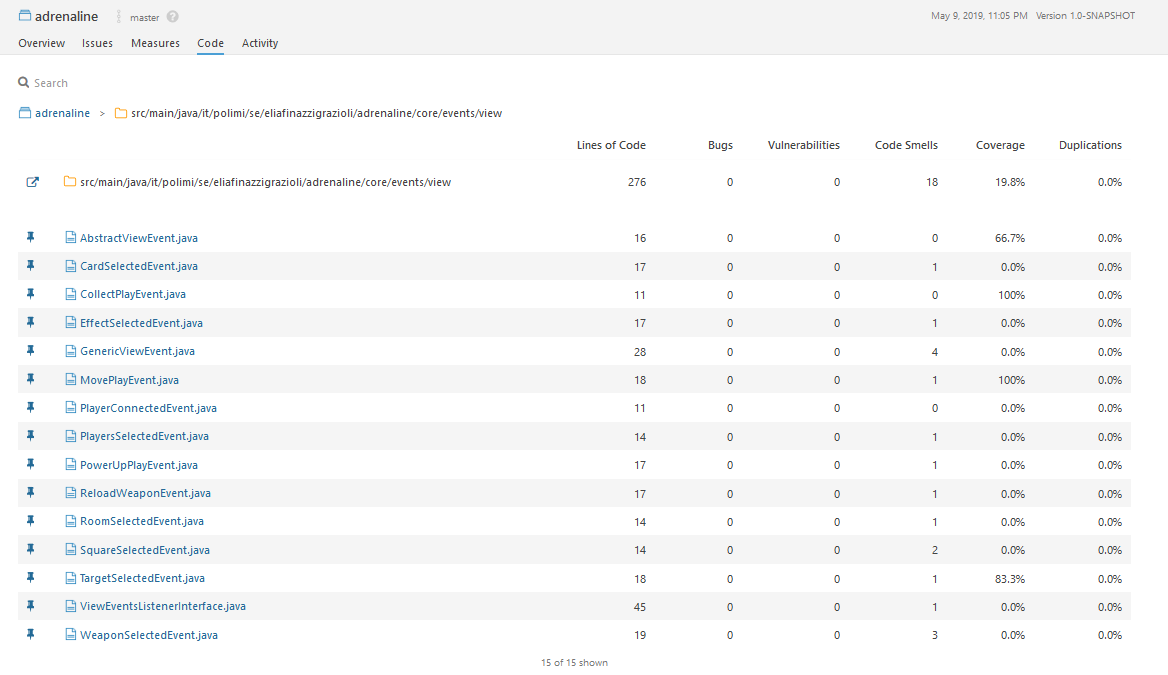 adrenaline master ? May 9, 2019, 11:05 PM Version 1.0-SNAPSHOT
Overview Issues Measures Code Activity
Search
adrenaline > src/main/java/it/polimi/se/eliafinazzigrazioli/adrenaline/core/events/view
Lines of Code Bugs Vulnerabilities Code Smells Coverage Duplications
src/main/java/it/polimi/se/eliafinazzigrazioli/adrenaline/core/events/view 276 0 0 18 19.8% 0.0%
AbstractViewEvent.java 16 0 0 0 66.7% 0.0%
CardSelectedEvent.java 17 0 0 1 0.0% 0.0%
CollectPlayEvent.java 11 0 0 0 100% 0.0%
EffectSelectedEvent.java 17 0 0 1 0.0% 0.0%
GenericViewEvent.java 28 0 0 4 0.0% 0.0%
MovePlayEvent.java 18 0 0 1 100% 0.0%
PlayerConnectedEvent.java 11 0 0 0 0.0% 0.0%
PlayersSelectedEvent.java 14 0 0 1 0.0% 0.0%
PowerUpPlayEvent.java 17 0 0 1 0.0% 0.0%
ReloadWeaponEvent.java 17 0 0 1 0.0% 0.0%
RoomSelectedEvent.java 14 0 0 1 0.0% 0.0%
SquareSelectedEvent.java 14 0 0 2 0.0% 0.0%
TargetSelectedEvent.java 18 0 0 1 83.3% 0.0%
ViewEventsListenerInterface.java 45 0 0 1 0.0% 0.0%
WeaponSelectedEvent.java 19 0 0 3 0.0% 0.0%
15 of 15 shown